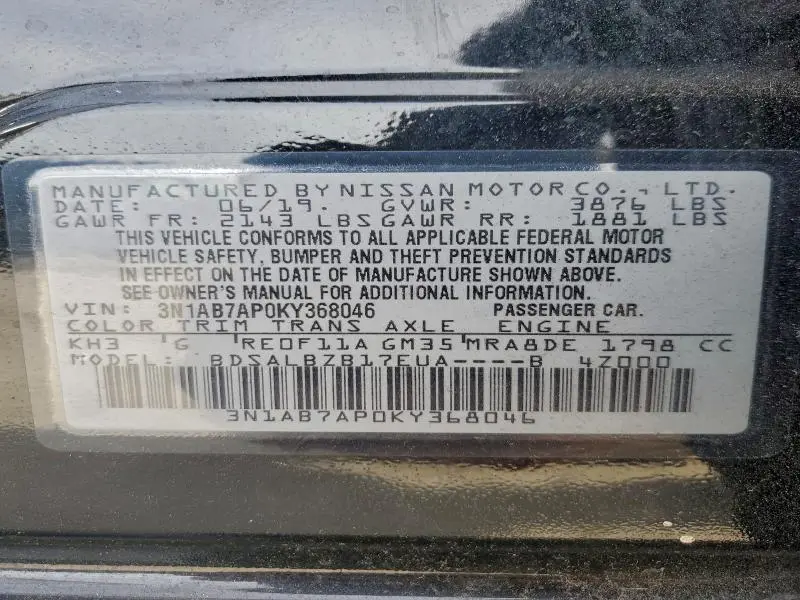 MANUFACTURED BY NISSAN MOTOR CO., LTD.
DATE: 06/19. GVWR: 3876 LBS
GAWR FR: 2143 LBS GAWR RR: 1881 LBS
THIS VEHICLE CONFORMS TO ALL APPLICABLE FEDERAL MOTOR
VEHICLE SAFETY, BUMPER AND THEFT PREVENTION STANDARDS
IN EFFECT ON THE DATE OF MANUFACTURE SHOWN ABOVE.
SEE OWNER'S MANUAL FOR ADDITIONAL INFORMATION.
VIN: 3N1AB7AP0KY368046 PASSENGER CAR.
COLOR TRIM TRANS AXLE ENGINE
KH3 'G 'RE0F11A GM35 'MRA8DE 1798 CC
MODEL: BDSALBZB17EUA----B 4Z000
3N1AB7AP0KY368046